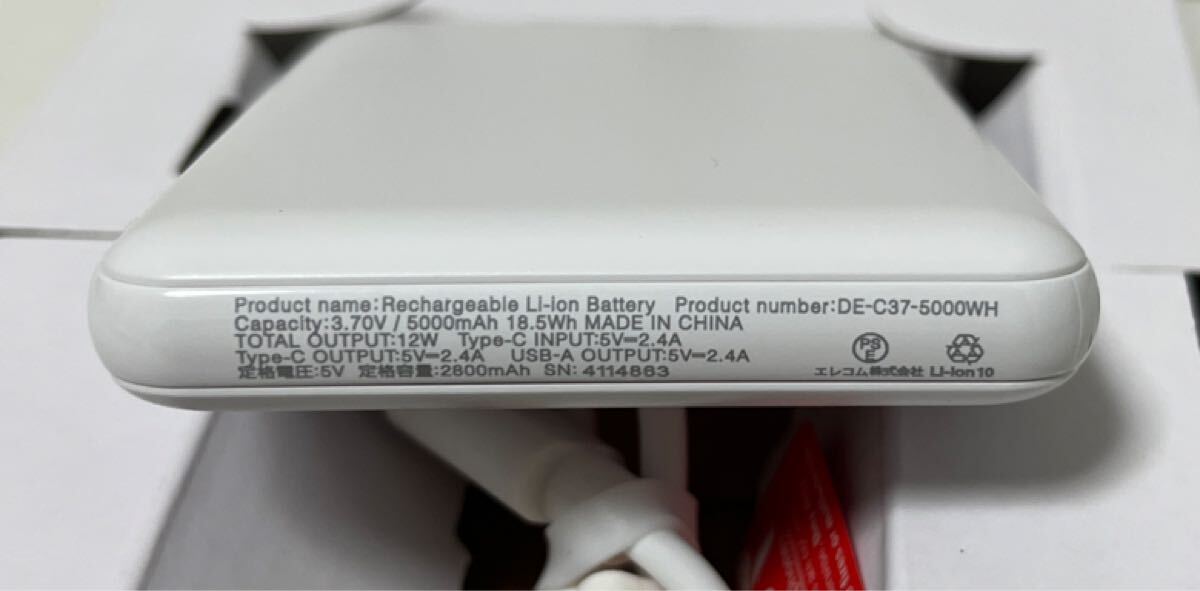 Product name:Rechargeable Li-ion Battery Product number:DE-C37-5000WH
Capacity:3.70V / 5000mAh 18.5Wh MADE IN CHINA
TOTAL OUTPUT:12W Type-C INPUT:5V⎓2.4A
Type-C OUTPUT:5V⎓2.4A USB-A OUTPUT:5V⎓2.4A
定格電圧:5V 定格容量:2800mAh SN: 4114863
PSE
エレコム株式会社 Li-ion10